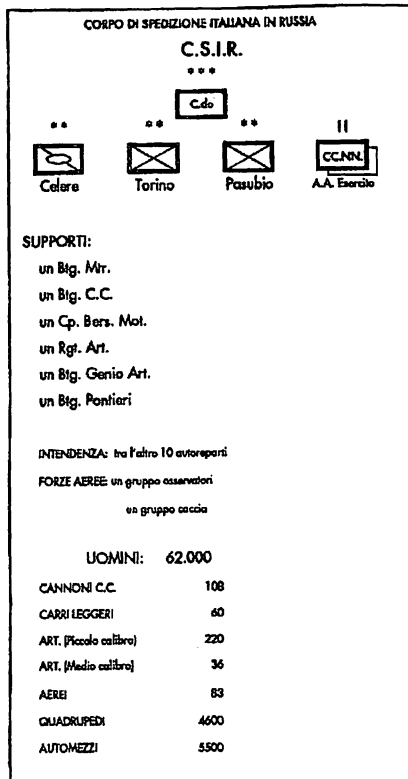 CORPO DI SPEDIZIONE ITALIANA IN RUSSIA
C.S.I.R.
***
C.do
** ** ** II
CC.NN.
Celere Torino Pasubio A.A. Esercito
SUPPORTI:
un Btg. Mtr.
un Btg. C.C.
un Cp. Bers. Mot.
un Rgt. Art.
un Btg. Genio Art.
un Btg. Pontieri
INTENDENZA: tra l'altro 10 autoreparti
FORZE AEREE: un gruppo osservatori
un gruppo caccia
UOMINI: 62.000
CANNONI C.C. 108
CARRI LEGGERI 60
ART. (Piccolo calibro) 220
ART. (Medio calibro) 36
AEREI 83
QUADRUPEDI 4600
AUTOMEZZI 5500